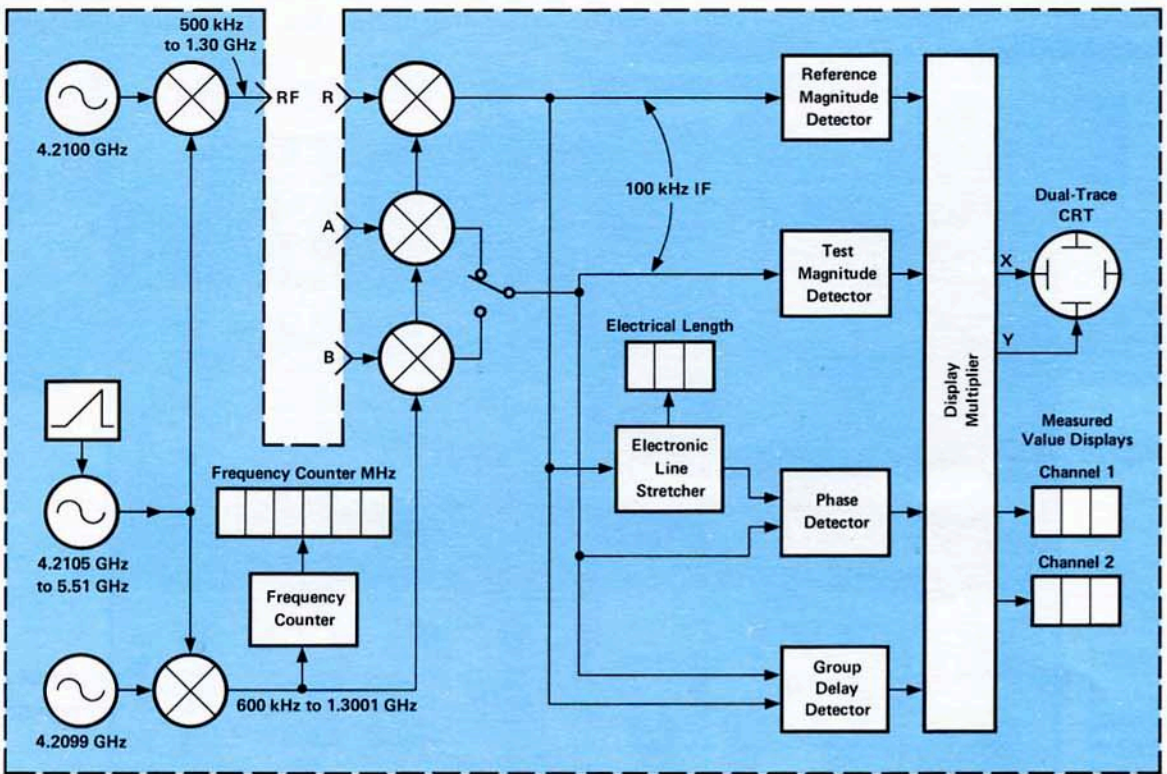 500 kHz
to 1.30 GHz
4.2100 GHz
RF
R
A
B
4.2105 GHz
to 5.51 GHz
4.2099 GHz
Frequency Counter MHz
Frequency
Counter
600 kHz to 1.3001 GHz
100 kHz IF
Electrical Length
Electronic
Line
Stretcher
Reference
Magnitude
Detector
Test
Magnitude
Detector
Phase
Detector
Group
Delay
Detector
Display
Multiplier
Dual-Trace
CRT
X
Y
Measured
Value Displays
Channel 1
Channel 2